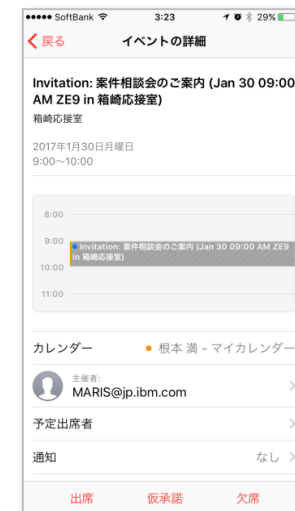 SoftBank 3:23 29%
戻る イベントの詳細
Invitation: 案件相談会のご案内 (Jan 30 09:00
AM ZE9 in 箱崎応接室)
箱崎応接室
2017年1月30日月曜日
9:00〜10:00
8:00
9:00
Invitation: 案件相談会のご案内 (Jan 30 09:00 AM ZE9
in 箱崎応接室)
10:00
11:00
カレンダー 根本 満 - マイカレンダー
主催者:
MARIS@jp.ibm.com
予定出席者
通知 なし
出席 仮承諾 欠席